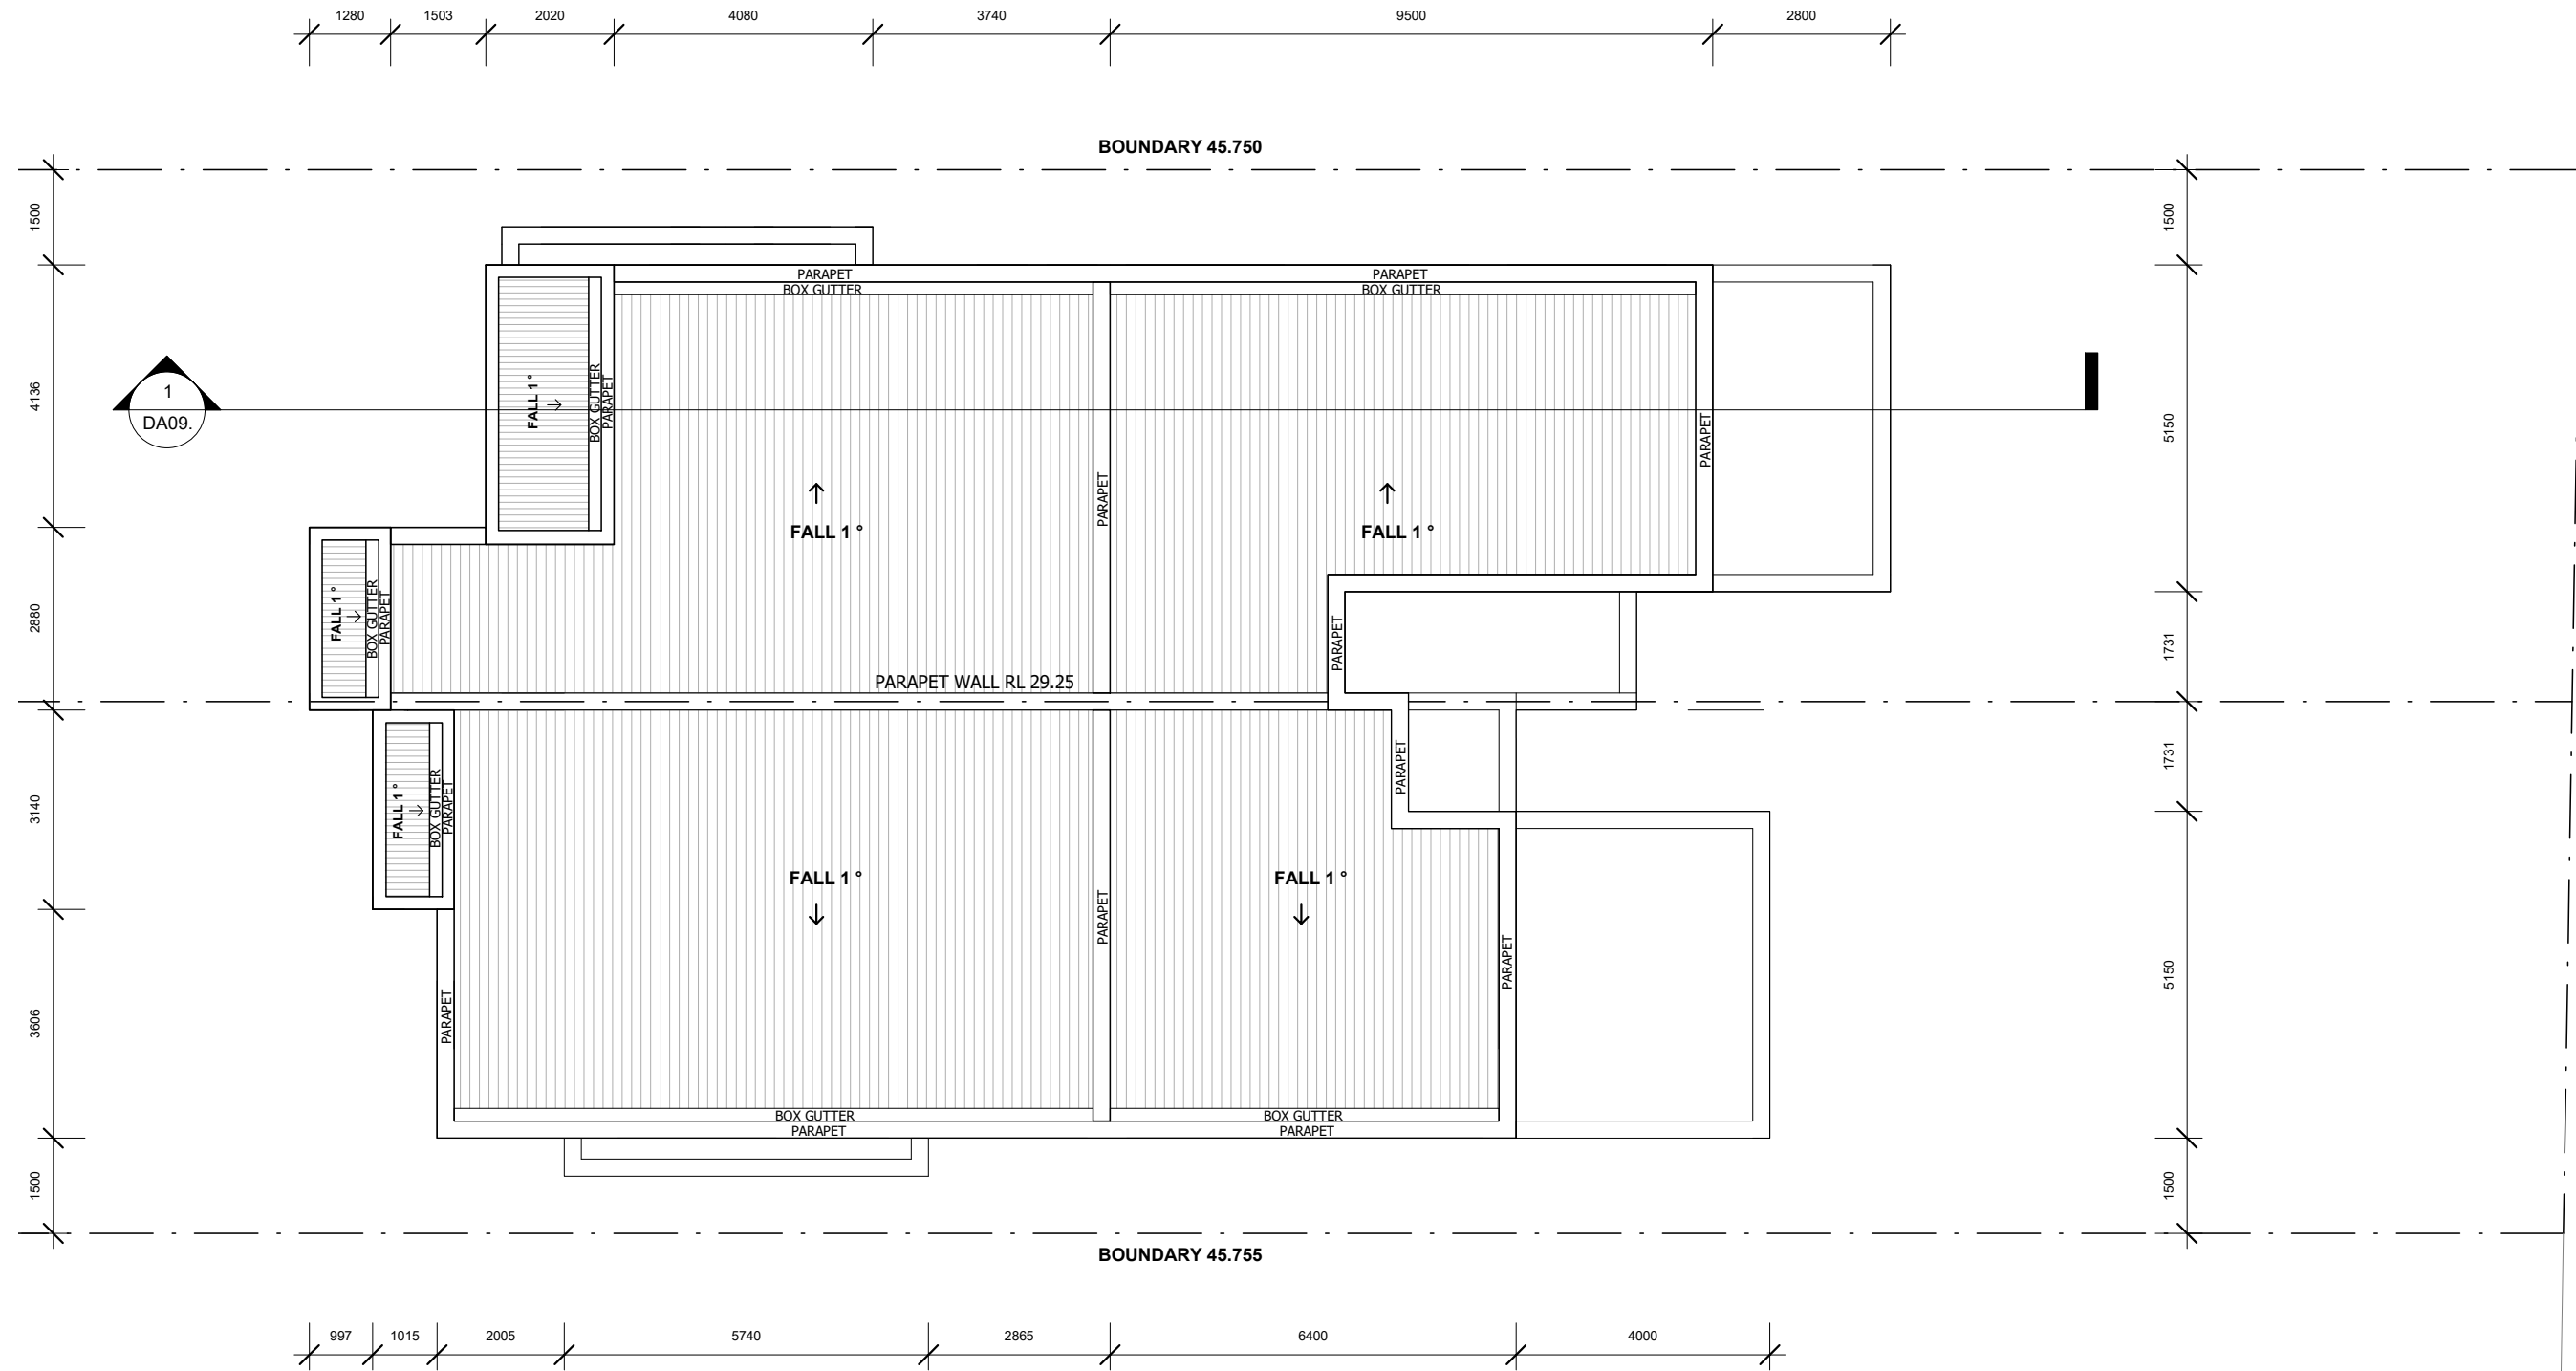 1280 1503 2020 4080 3740 9500 2800
BOUNDARY 45.750
1500
1500
PARAPET
PARAPET
BOX GUTTER
BOX GUTTER
1
DA09.
4136
FALL 1 °
BOX GUTTER
PARAPET
PARAPET
PARAPET
5150
FALL 1 °
FALL 1 °
2880
FALL 1 °
BOX GUTTER
PARAPET
PARAPET
1731
PARAPET WALL RL 29.25
3140
FALL 1 °
BOX GUTTER
PARAPET
PARAPET
1731
FALL 1 °
FALL 1 °
PARAPET
PARAPET
5150
3606
PARAPET
BOX GUTTER
BOX GUTTER
PARAPET
PARAPET
1500
1500
BOUNDARY 45.755
997 1015 2005 5740 2865 6400 4000